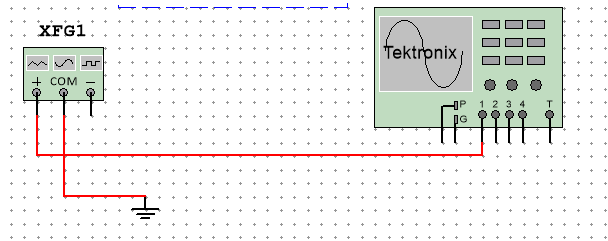 XFG1
Tektronix
+ COM −
P
G
1 2 3 4 T